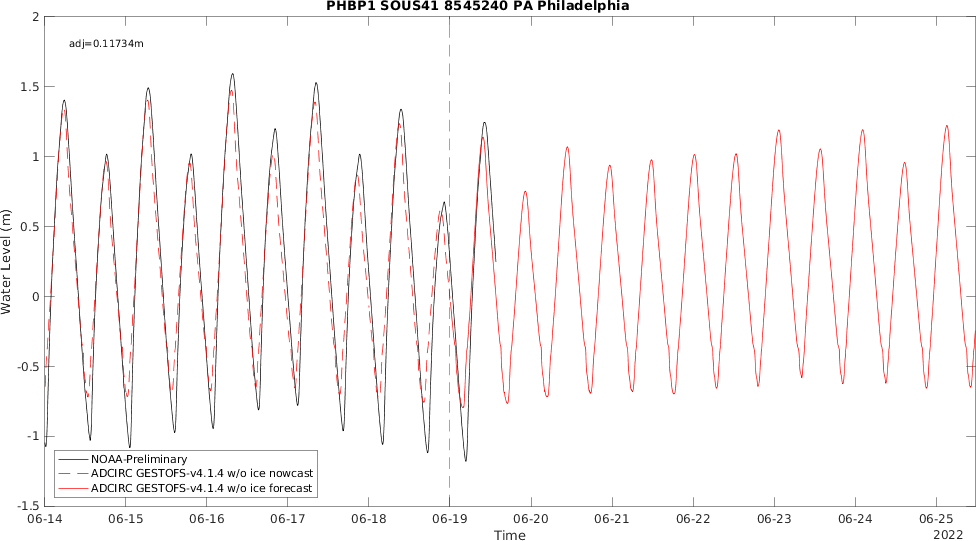 PHBP1 SOUS41 8545240 PA Philadelphia
adj=0.11734m
2
1.5
1
0.5
0
-0.5
-1
-1.5
Water Level (m)
NOAA-Preliminary
ADCIRC GESTOFS-v4.1.4 w/o ice nowcast
ADCIRC GESTOFS-v4.1.4 w/o ice forecast
06-14 06-15 06-16 06-17 06-18 06-19 06-20 06-21 06-22 06-23 06-24 06-25
Time
2022